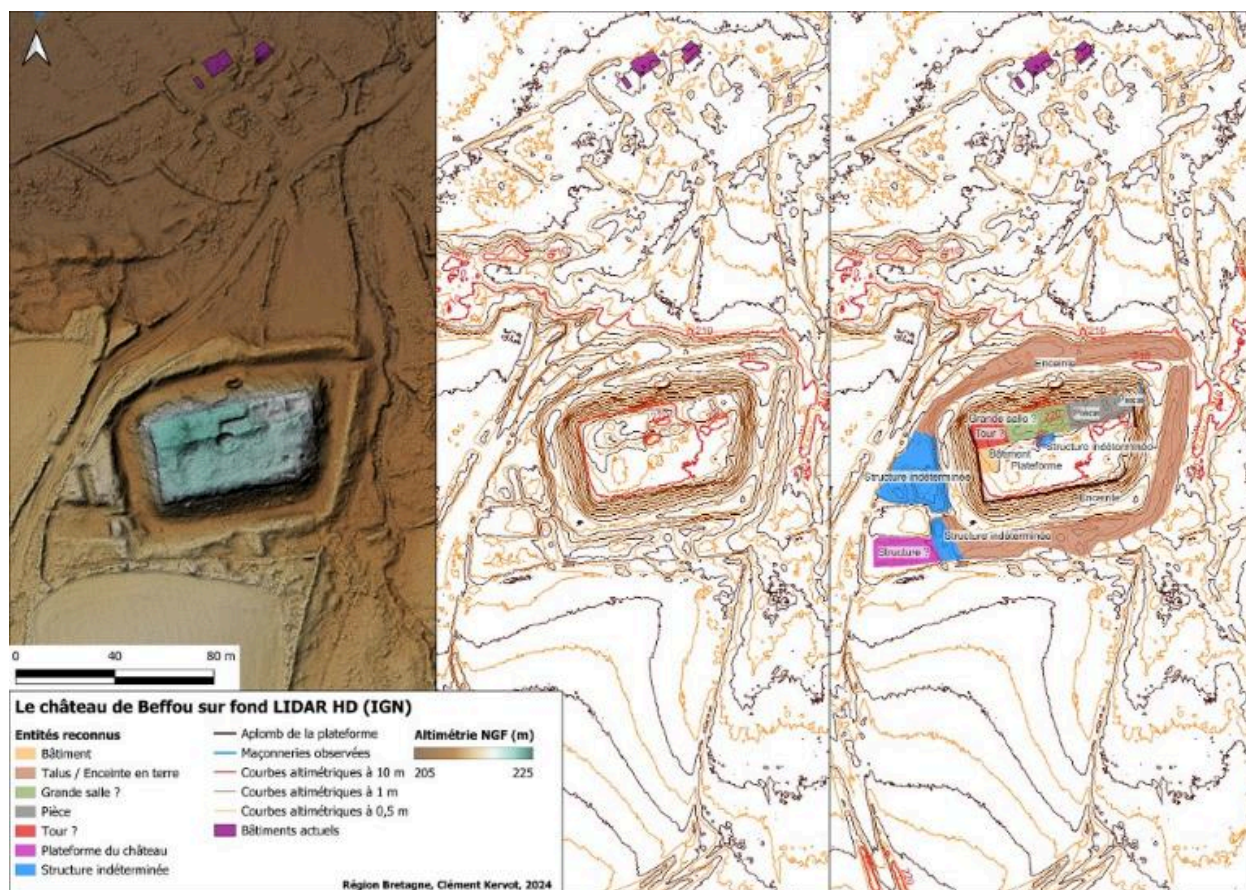 210
Enceinte
Pièce
Pièce
Grande salle ?
220
Tour ?
Structure indéterminée
Bâtiment
Plateforme
Structure indéterminée
Enceinte
Structure indéterminée
Structure ?
210
0 40 80 m
Le château de Beffou sur fond LIDAR HD (IGN)
Entités reconnus
Bâtiment
Talus / Enceinte en terre
Grande salle ?
Pièce
Tour ?
Plateforme du château
Structure indéterminée
Aplomb de la plateforme
Maçonneries observées
Courbes altimétriques à 10 m
Courbes altimétriques à 1 m
Courbes altimétriques à 0,5 m
Bâtiments actuels
Altimétrie NGF (m)
205 225
Région Bretagne, Clément Kervot, 2024